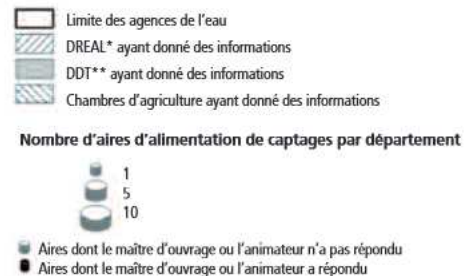 Limite des agences de l'eau
DREAL* ayant donné des informations
DDT** ayant donné des informations
Chambres d'agriculture ayant donné des informations
Nombre d'aires d'alimentation de captages par département
1
5
10
Aires dont le maître d'ouvrage ou l'animateur n'a pas répondu
Aires dont le maître d'ouvrage ou l'animateur a répondu